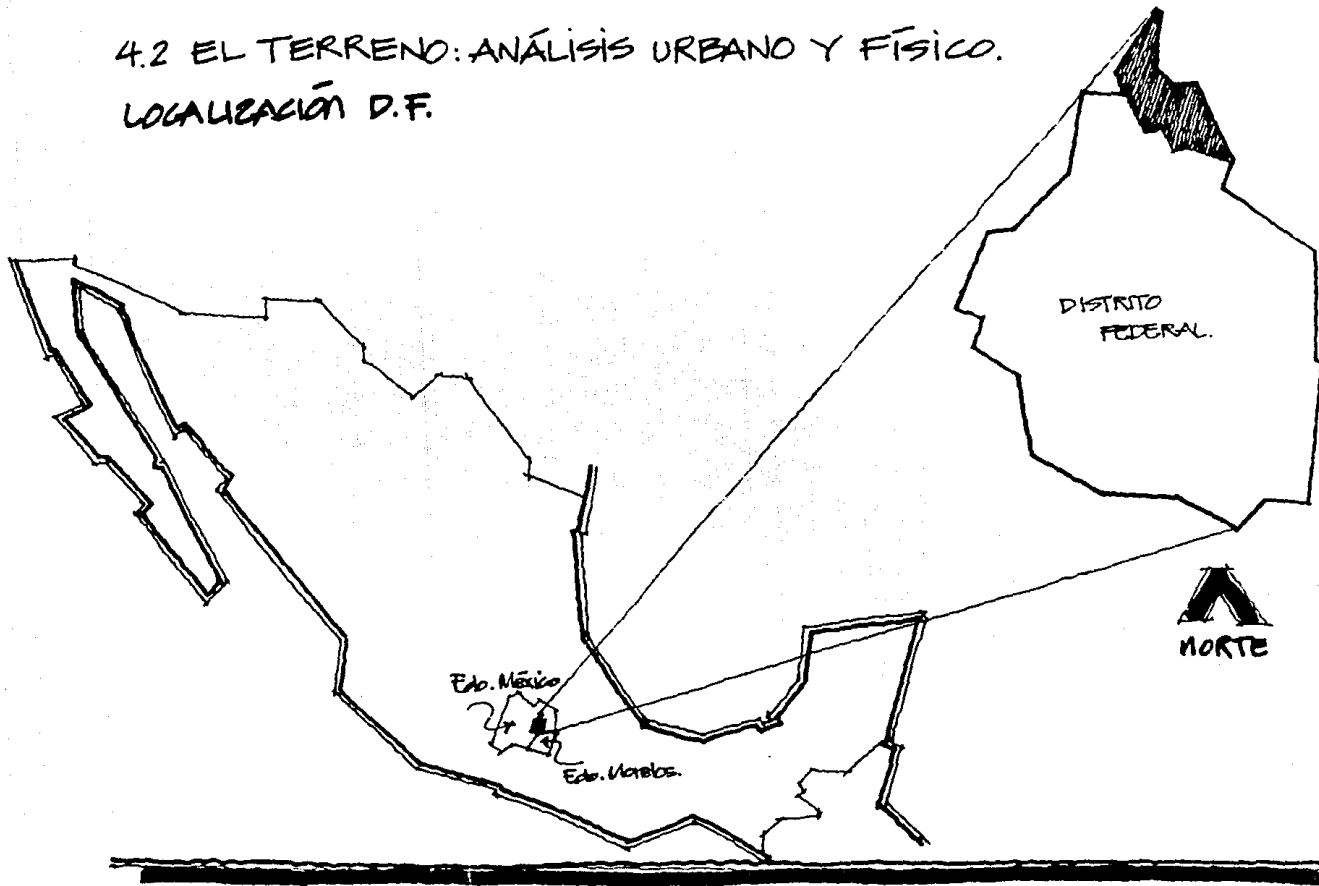 4.2 EL TERRENO: ANÁLISIS URBANO Y FÍSICO.
LOCALIZACIÓN D.F.
DISTRITO
FEDERAL.
NORTE
Edo. México
Edo. Morelos.